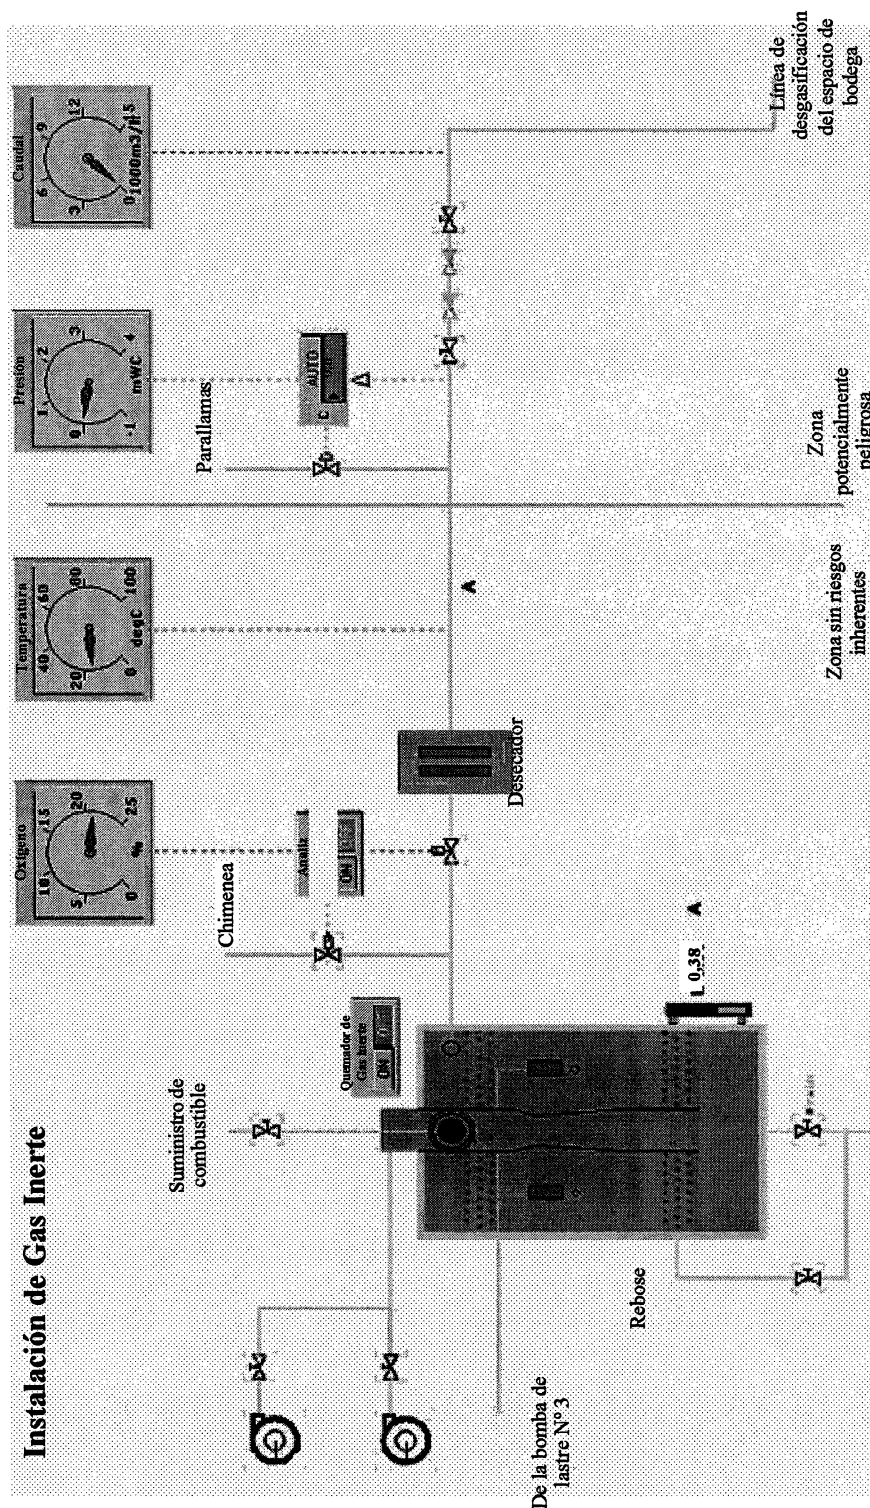 Instalación de Gas Inerte
Oxígeno
0
5
10
15
20
25
%
Temperatura
0
20
40
60
80
100
degC
Presión
-1
0
1
2
3
4
mWC
Caudal
0
3
6
9
12
15
1000m3/H
Suministro de
combustible
Quemador de
Gas Inerte
ON
Chimenea
Analiz
ON
Parallamas
AUTO
C
Desecador
A
L 0,38
A
De la bomba de
lastre Nº 3
Rebose
Zona sin riesgos
inherentes
Zona
potencialmente
peligrosa
Línea de
desgasificación
del espacio de
bodega